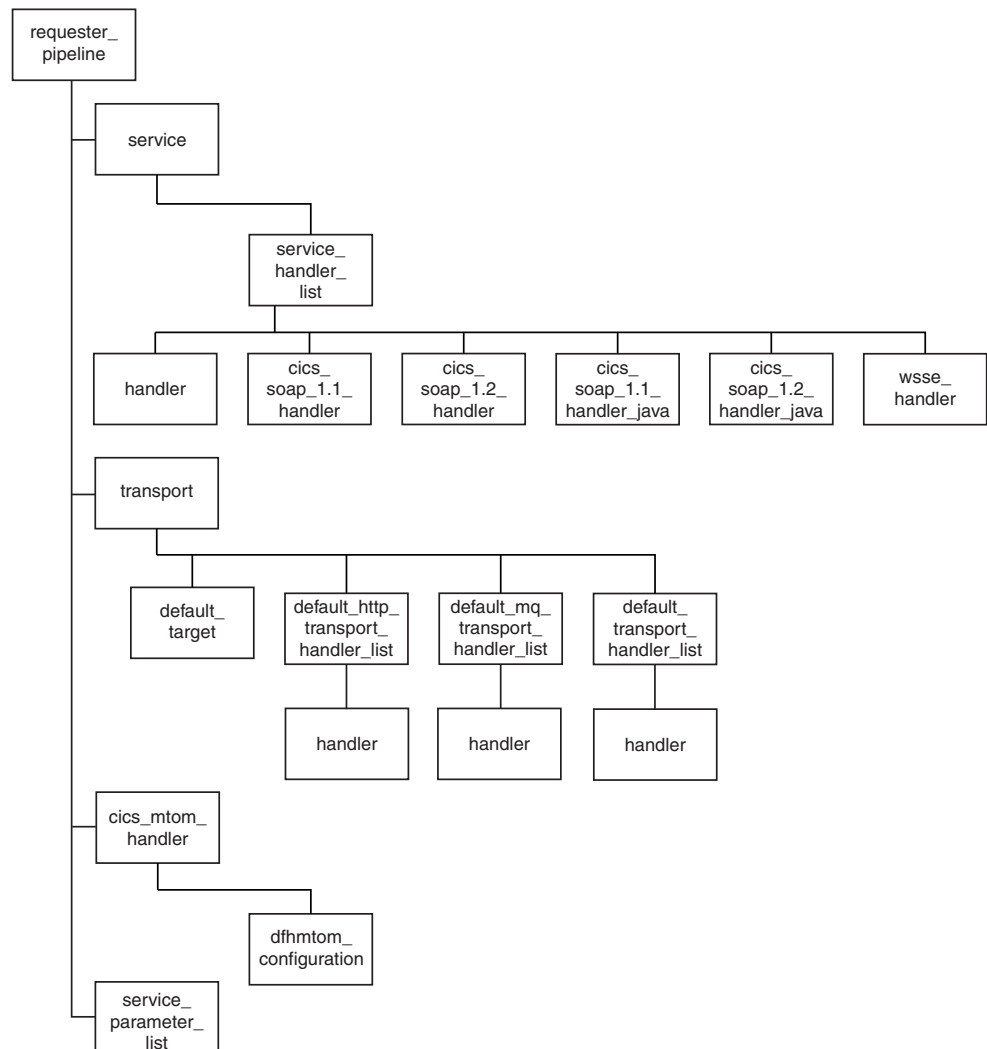 requester_
pipeline
service
service_
handler_
list
handler
cics_
soap_1.1_
handler
cics_
soap_1.2_
handler
cics_
soap_1.1_
handler_java
cics_
soap_1.2_
handler_java
wsse_
handler
transport
default_
target
default_http_
transport_
handler_list
default_mq_
transport_
handler_list
default_
transport_
handler_list
handler
handler
handler
cics_mtom_
handler
dfhmtom_
configuration
service_
parameter_
list